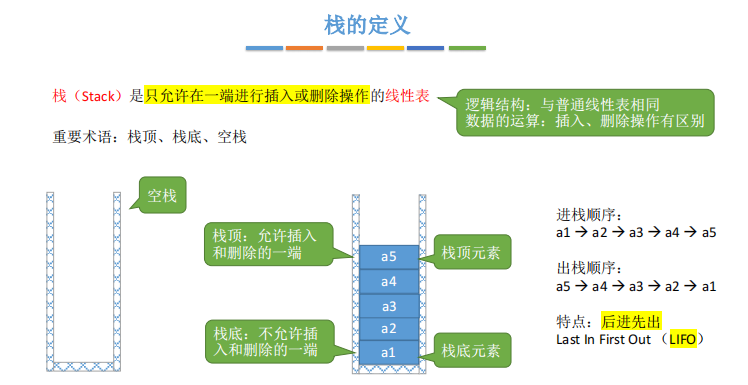 栈的定义
栈（Stack）是只允许在一端进行插入或删除操作的线性表
逻辑结构：与普通线性表相同
数据的运算：插入、删除操作有区别
重要术语：栈顶、栈底、空栈
空栈
栈顶：允许插入
和删除的一端
a5
a4
a3
a2
a1
栈顶元素
栈底：不允许插
入和删除的一端
栈底元素
进栈顺序：
a1 → a2 → a3 → a4 → a5
出栈顺序：
a5 → a4 → a3 → a2 → a1
特点：后进先出
Last In First Out （LIFO）